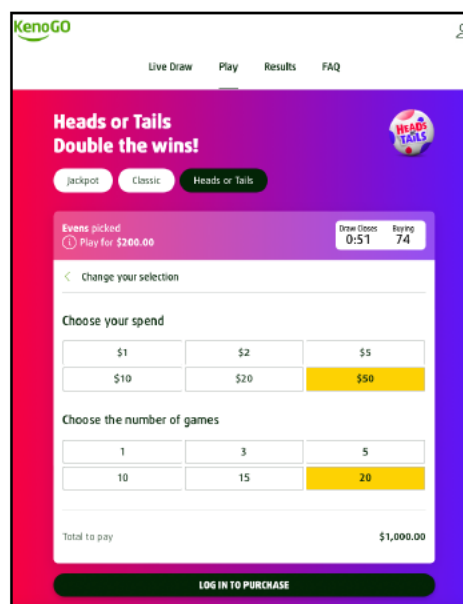 KenoGO
Live Draw Play Results FAQ
Heads or Tails
Double the wins!
HEADS
TAILS
Jackpot Classic Heads or Tails
Evens picked
Play for $200.00
Draw Closes Buying
0:51 74
Change your selection
Choose your spend
$1 $2 $5
$10 $20 $50
Choose the number of games
1 3 5
10 15 20
Total to pay $1,000.00
LOG IN TO PURCHASE